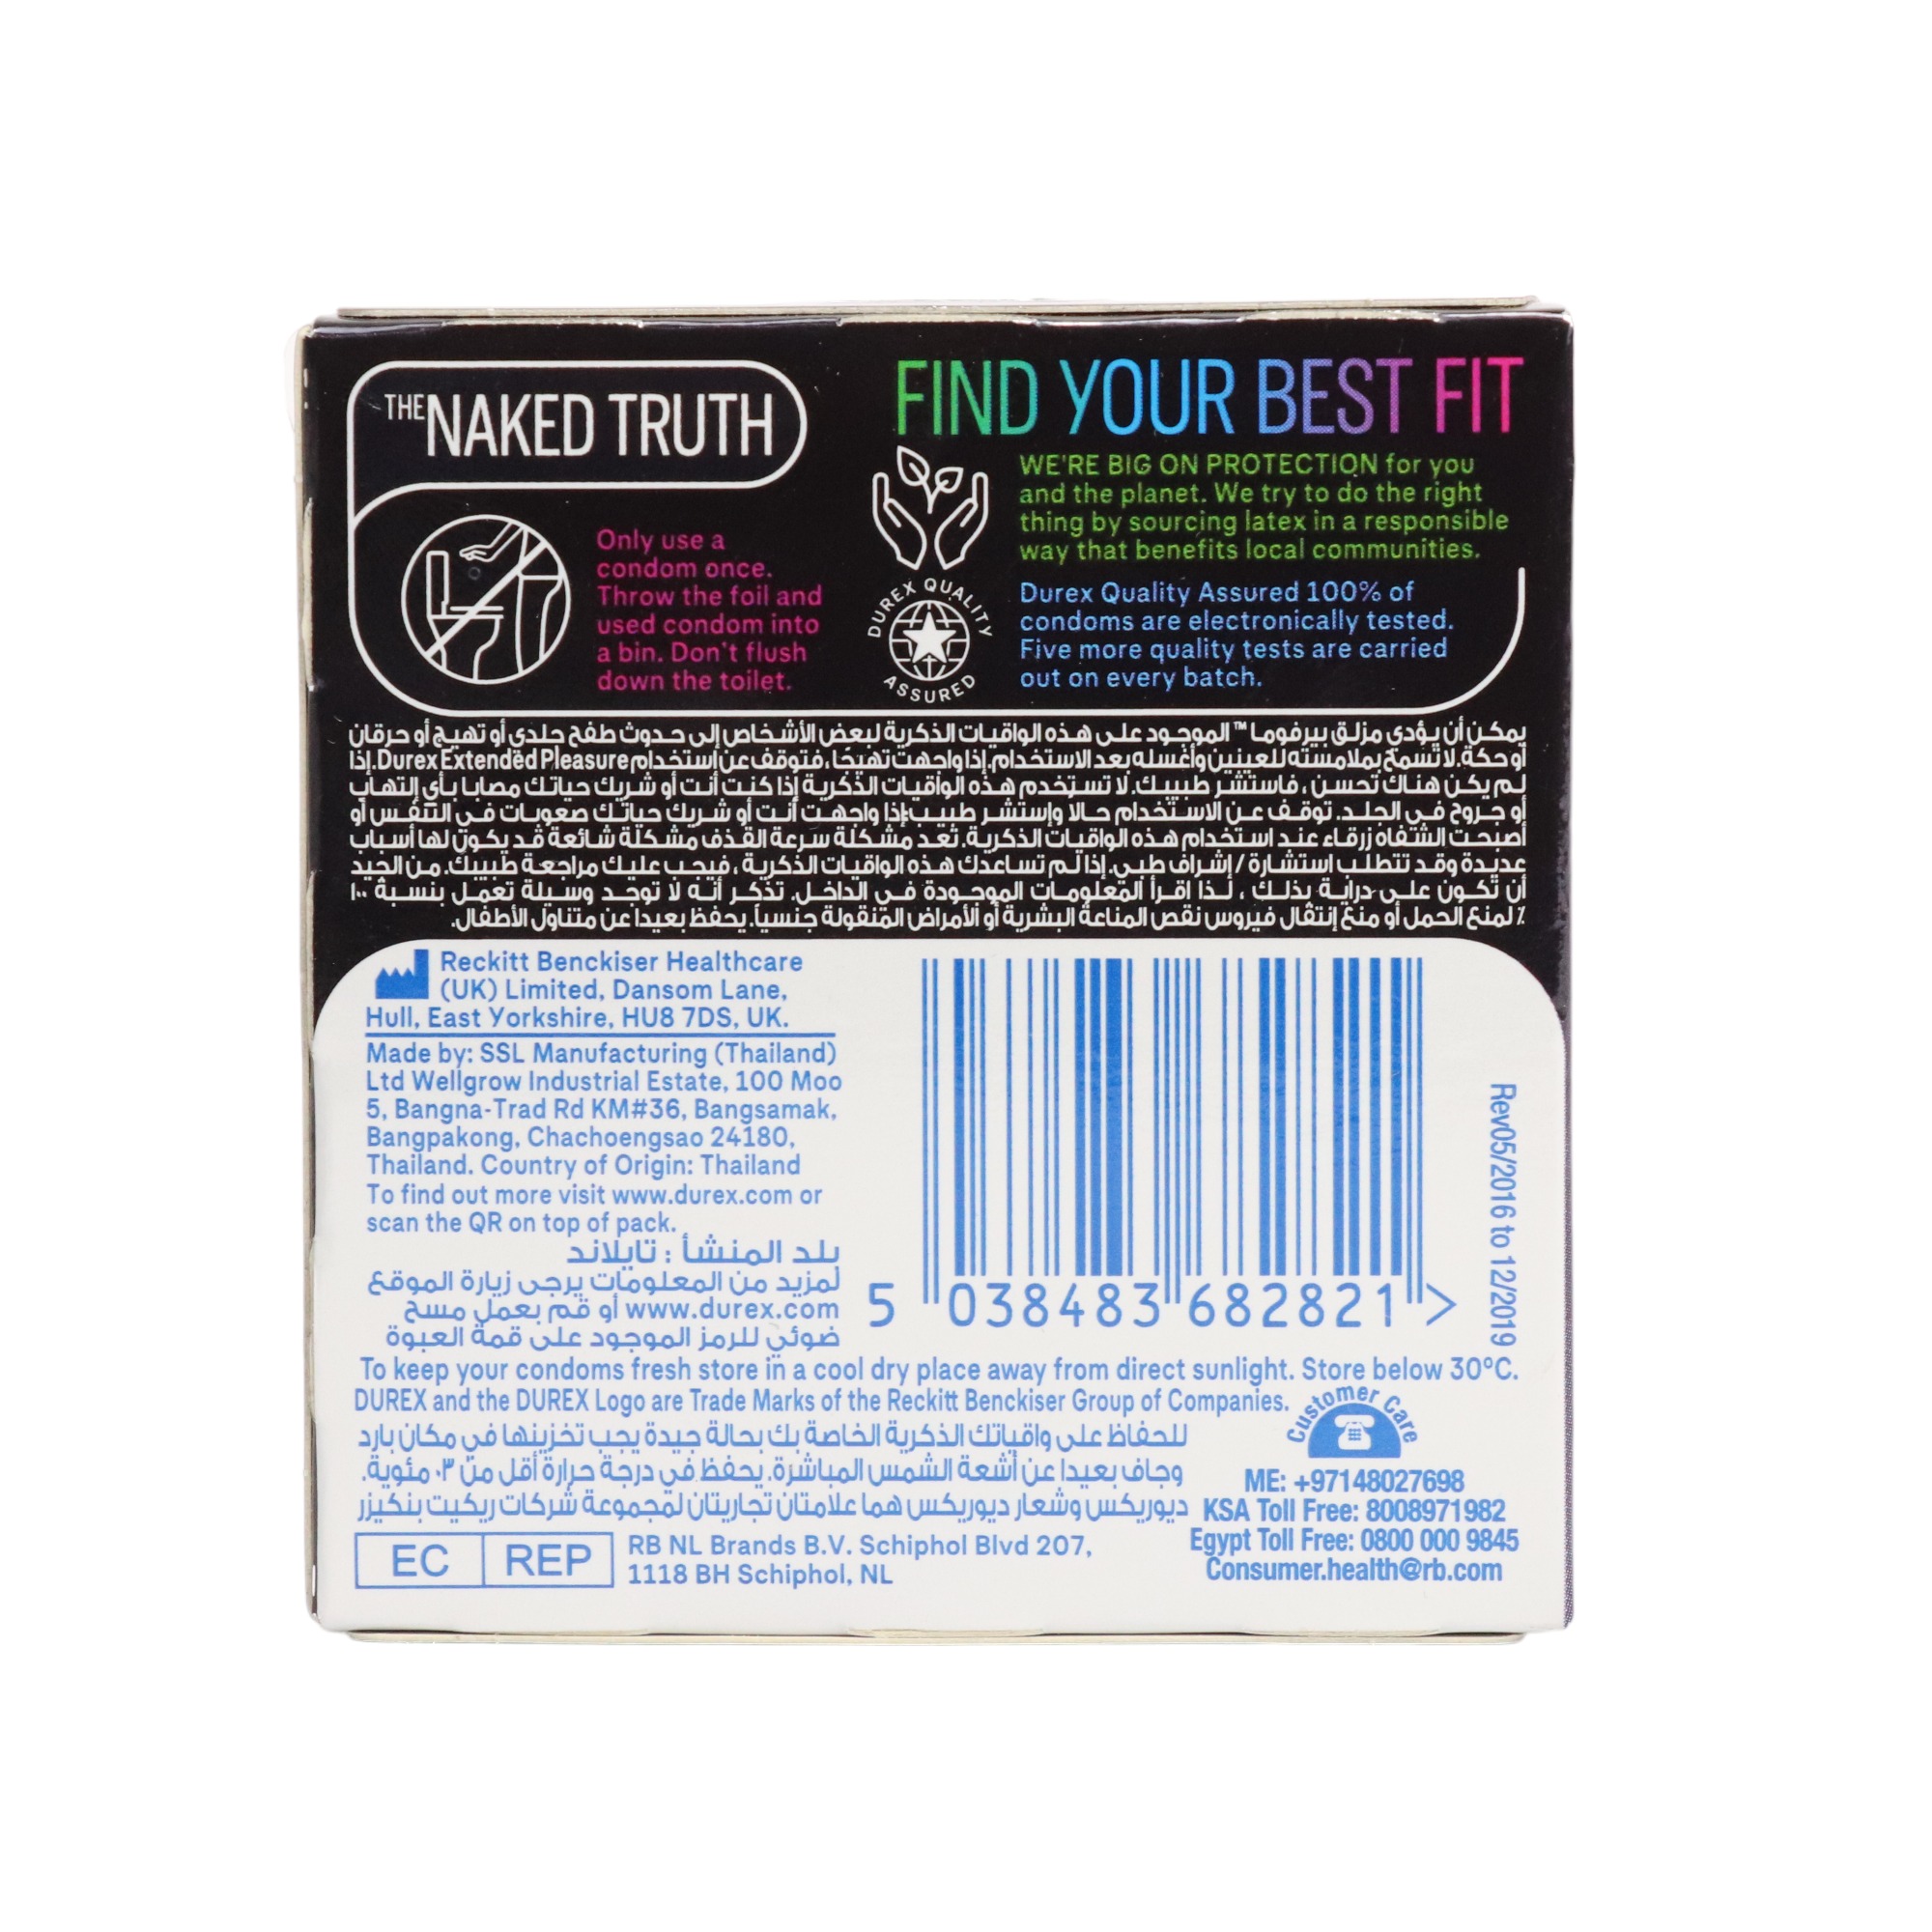 THE NAKED TRUTH
Only use a
condom once.
Throw the foil and
used condom into
a bin. Don't flush
down the toilet.
FIND YOUR BEST FIT
WE'RE BIG ON PROTECTION for you
and the planet. We try to do the right
thing by sourcing latex in a responsible
way that benefits local communities.
DUREX QUALITY
ASSURED
Durex Quality Assured 100% of
condoms are electronically tested.
Five more quality tests are carried
out on every batch.
يمكن أن يؤدي مزلق بيرفوما™ الموجود على هذه الواقيات الذكرية لبعض الأشخاص إلى حدوث طفح جلدي أو تهيج أو حرقان
أو حكة. لا تسمح بملامسته للعينين وأغسله بعد الاستخدام. إذا واجهت تهيجًا، فتوقف عن استخدام Durex Extended Pleasure. إذا
لم يكن هناك تحسن، فاستشر طبيبك. لا تستخدم هذه الواقيات الذكرية إذا كنت أنت أو شريك حياتك مصابا بأي إلتهاب
أو جروح في الجلد. توقف عن الاستخدام حالا وإستشر طبيب إذا واجهت أنت أو شريك حياتك صعوبات في التنفس أو
أصبحت الشفاه زرقاء عند استخدام هذه الواقيات الذكرية. تعد مشكلة سرعة القذف مشكلة شائعة قد يكون لها أسباب
عديدة وقد تتطلب إستشارة / إشراف طبي. إذا لم تساعدك هذه الواقيات الذكرية، فيجب عليك مراجعة طبيبك. من الجيد
أن تكون على دراية بذلك، لذا اقرأ المعلومات الموجودة في الداخل. تذكر أنه لا توجد وسيلة تعمل بنسبة ١٠٠
٪ لمنع الحمل أو منع إنتقال فيروس نقص المناعة البشرية أو الأمراض المنقولة جنسياً. يحفظ بعيدا عن متناول الأطفال.
Reckitt Benckiser Healthcare
(UK) Limited, Dansom Lane,
Hull, East Yorkshire, HU8 7DS, UK.
Made by: SSL Manufacturing (Thailand)
Ltd Wellgrow Industrial Estate, 100 Moo
5, Bangna-Trad Rd KM#36, Bangsamak,
Bangpakong, Chachoengsao 24180,
Thailand. Country of Origin: Thailand
To find out more visit www.durex.com or
scan the QR on top of pack.
بلد المنشأ : تايلاند
لمزيد من المعلومات يرجى زيارة الموقع
www.durex.com أو قم بعمل مسح
ضوئي للرمز الموجود على قمة العبوة
5 038483 682821 >
Rev05/2016 to 12/2019
To keep your condoms fresh store in a cool dry place away from direct sunlight. Store below 30ºC.
DUREX and the DUREX Logo are Trade Marks of the Reckitt Benckiser Group of Companies.
للحفاظ على واقياتك الذكرية الخاصة بك بحالة جيدة يجب تخزينها في مكان بارد
وجاف بعيدا عن أشعة الشمس المباشرة. يحفظ في درجة حرارة أقل من ٣٠ مئوية.
ديوريكس وشعار ديوريكس هما علامتان تجاريتان لمجموعة شركات ريكيت بنكيزر
Customer Care
ME: +97148027698
KSA Toll Free: 8008971982
Egypt Toll Free: 0800 000 9845
Consumer.health@rb.com
EC REP
RB NL Brands B.V. Schiphol Blvd 207,
1118 BH Schiphol, NL